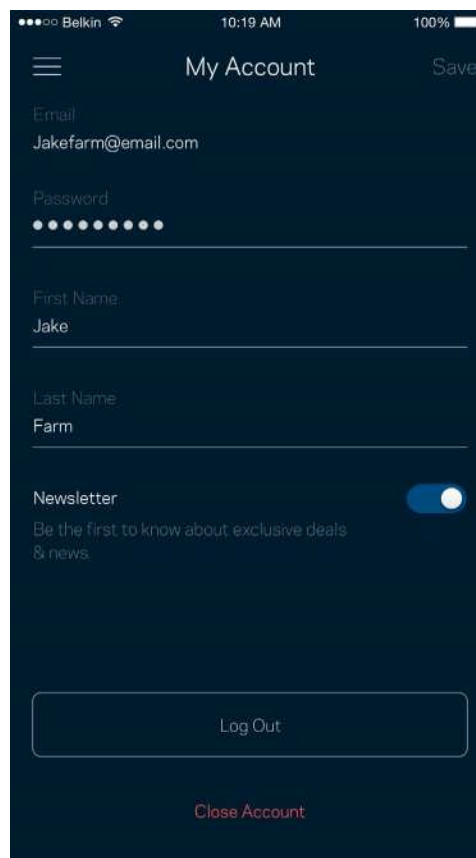 Belkin 10:19 AM 100%
My Account Save
Email
Jakefarm@email.com
Password
First Name
Jake
Last Name
Farm
Newsletter
Be the first to know about exclusive deals
& news.
Log Out
Close Account